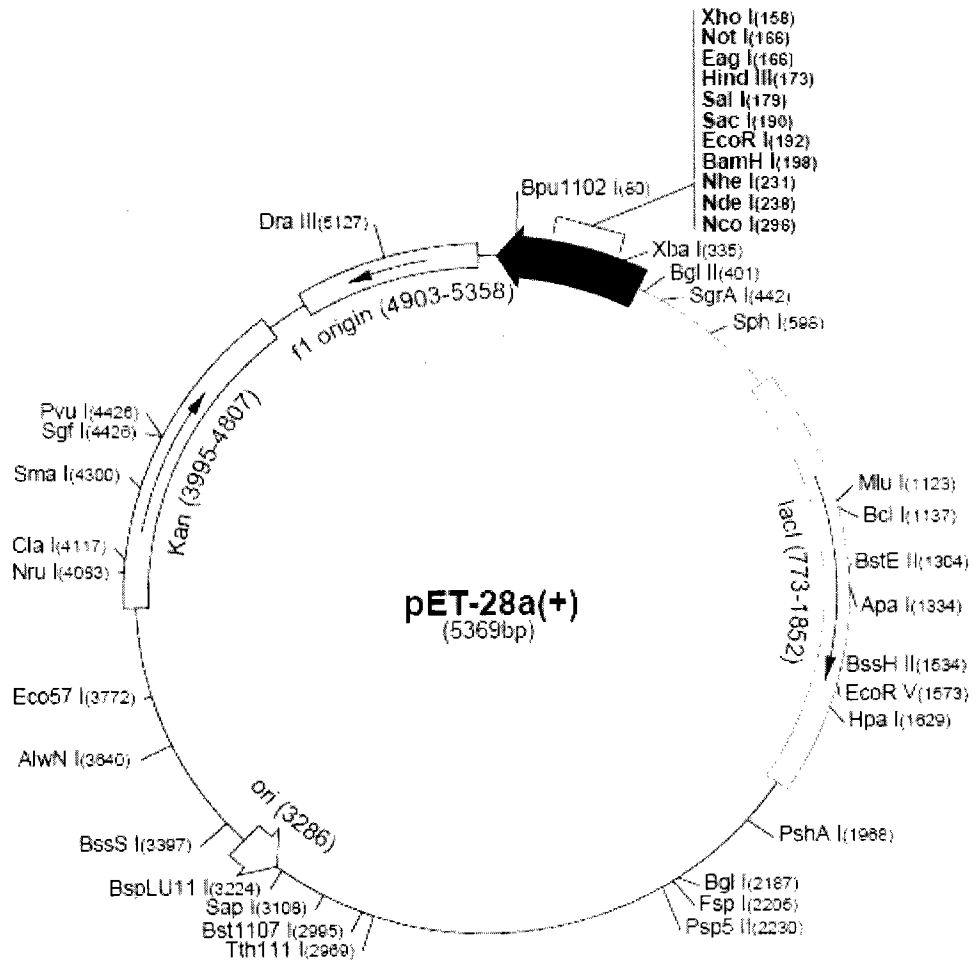 Xho I(158)
Not I(166)
Eag I(166)
Hind III(173)
Sal I(179)
Sac I(190)
EcoR I(192)
BamH I(198)
Nhe I(231)
Nde I(238)
Nco I(296)
Bpu1102 I(80)
Xba I(335)
Bgl II(401)
SgrA I(442)
Sph I(598)
Dra III(5127)
f1 origin (4903-5358)
Pvu I(4426)
Sgf I(4426)
Sma I(4300)
Kan (3995-4807)
Cla I(4117)
Nru I(4083)
Mlu I(1123)
Bcl I(1137)
BstE II(1304)
Apa I(1334)
lacI (773-1852)
BssH II(1534)
EcoR V(1573)
Hpa I(1629)
pET-28a(+)
(5369bp)
Eco57 I(3772)
AlwN I(3640)
ori (3286)
BssS I(3397)
BspLU11 I(3224)
Sap I(3108)
Bst1107 I(2995)
Tth111 I(2969)
PshA I(1968)
Bgl I(2187)
Fsp I(2205)
Psp5 II(2230)